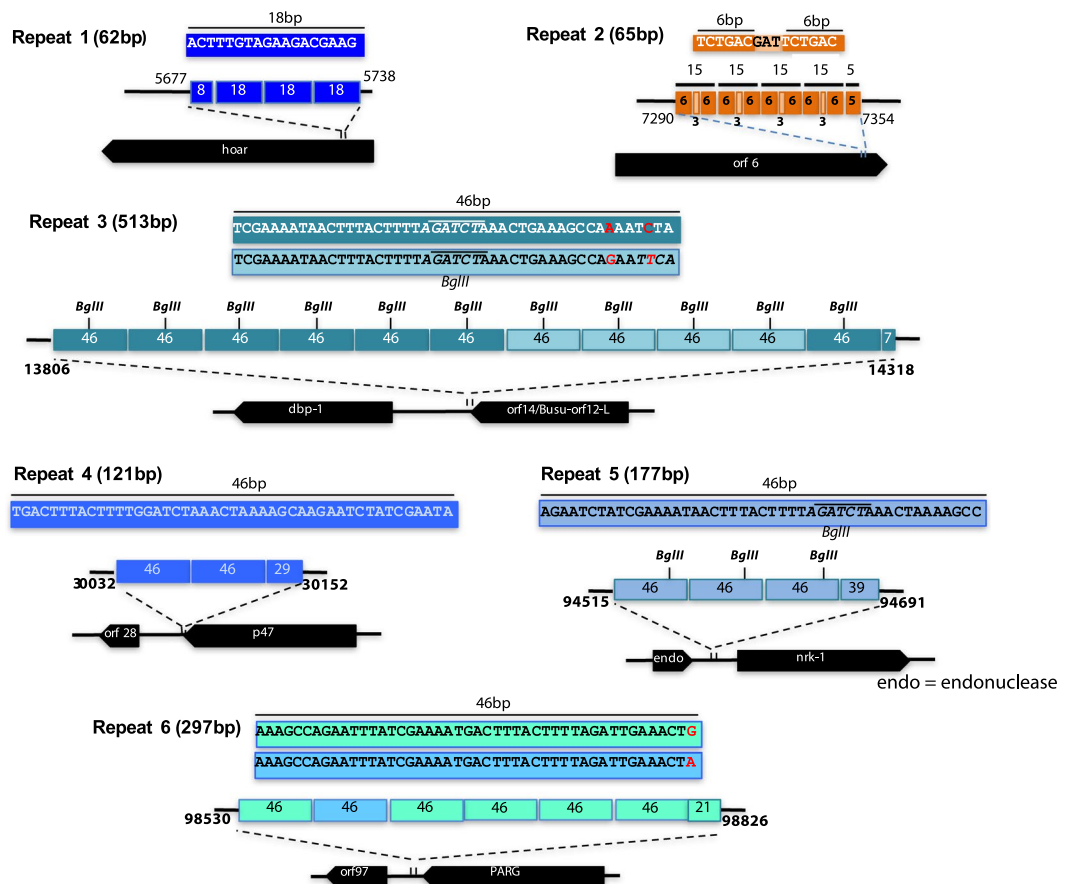 Repeat 1 (62bp)
18bp
ACTTTGTAGAAGACGAAG
5677
5738
8 18 18 18
hoar
Repeat 2 (65bp)
6bp 6bp
TCTGACGATTCTGAC
15 15 15 15 5
6 6 6 6 6 6 6 6 5
3 3 3 3
7290
7354
orf 6
Repeat 3 (513bp)
46bp
TCGAAAATAACTTTACTTTTAGATCTAAACTGAAAGCCAAAATCTA
TCGAAAATAACTTTACTTTTAGATCTAAACTGAAAGCCAGAATTCA
BglII
BglII BglII BglII BglII BglII BglII BglII BglII BglII BglII BglII
46 46 46 46 46 46 46 46 46 46 46 7
13806
14318
dbp-1
orf14/Busu-orf12-L
Repeat 4 (121bp)
46bp
TGACTTTACTTTTGGATCTAAACTAAAAGCAAGAATCTATCGAATA
46 46 29
30032
30152
orf 28
p47
Repeat 5 (177bp)
46bp
AGAATCTATCGAAAATAACTTTACTTTTAGATCTAAACTAAAAGCC
BglII
BglII BglII BglII
46 46 46 39
94515
94691
endo
nrk-1
endo = endonuclease
Repeat 6 (297bp)
46bp
AAAGCCAGAATTTATCGAAAATGACTTTACTTTTAGATTGAAACTG
AAAGCCAGAATTTATCGAAAATGACTTTACTTTTAGATTGAAACTA
46 46 46 46 46 46 21
98530
98826
orf97
PARG